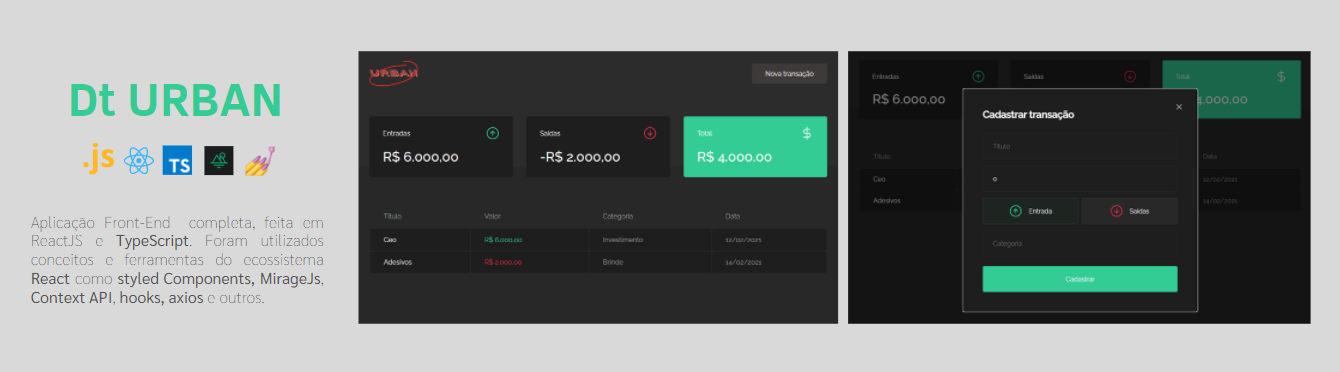 Dt URBAN
.js
TS
Aplicação Front-End completa, feita em
ReactJS e TypeScript. Foram utilizados
conceitos e ferramentas do ecossistema
React como styled Components, MirageJs,
Context API, hooks, axios e outros.
URBAN
Nova transação
Entradas
R$ 6.000,00
Saídas
-R$ 2.000,00
Total
$
R$ 4.000,00
Título Valor Categoria Data
Ceo R$ 6.000,00 Investimento 12/02/2021
Adesivos R$ 2.000,00 Brinde 14/02/2021
Entradas
R$ 6.000,00
Saídas
Total
$
4.000,00
Título
Data
Ceo
12/02/2021
Adesivos
14/02/2021
×
Cadastrar transação
Título
0
Entrada
Saídas
Categoria
Cadastrar